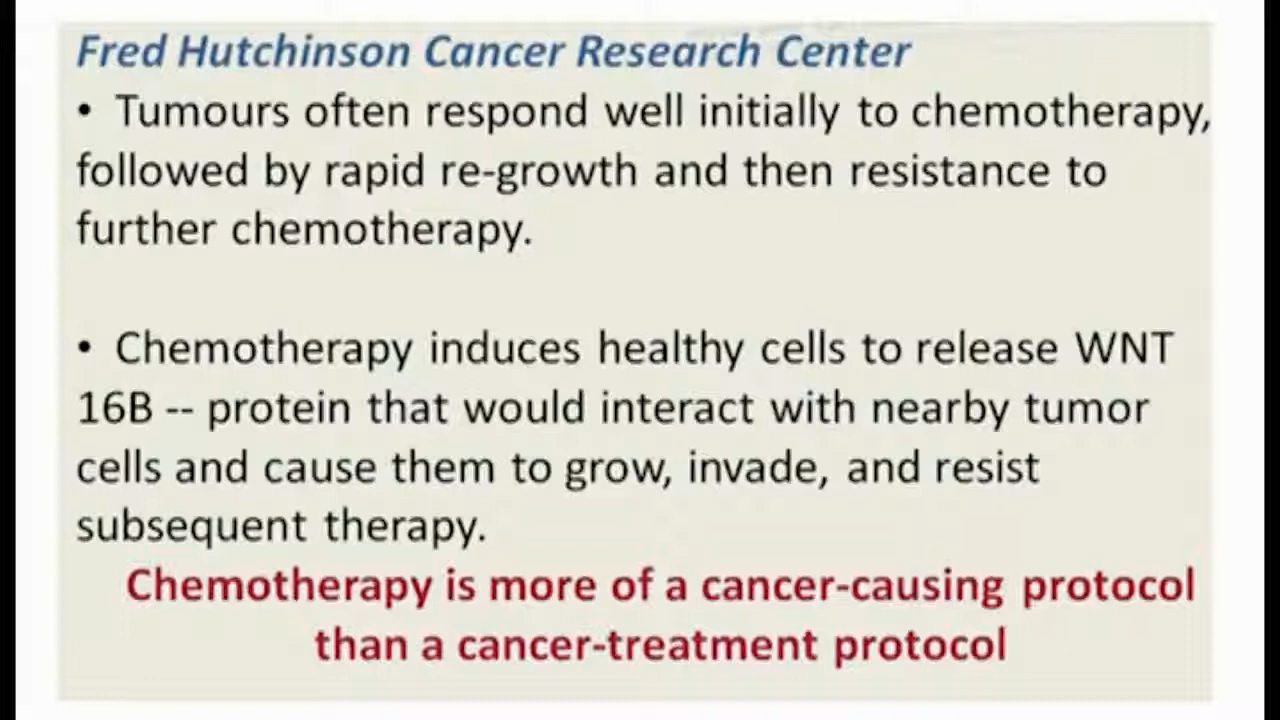 Fred Hutchinson Cancer Research Center
• Tumours often respond well initially to chemotherapy,
followed by rapid re-growth and then resistance to
further chemotherapy.
• Chemotherapy induces healthy cells to release WNT
16B -- protein that would interact with nearby tumor
cells and cause them to grow, invade, and resist
subsequent therapy.
Chemotherapy is more of a cancer-causing protocol
than a cancer-treatment protocol